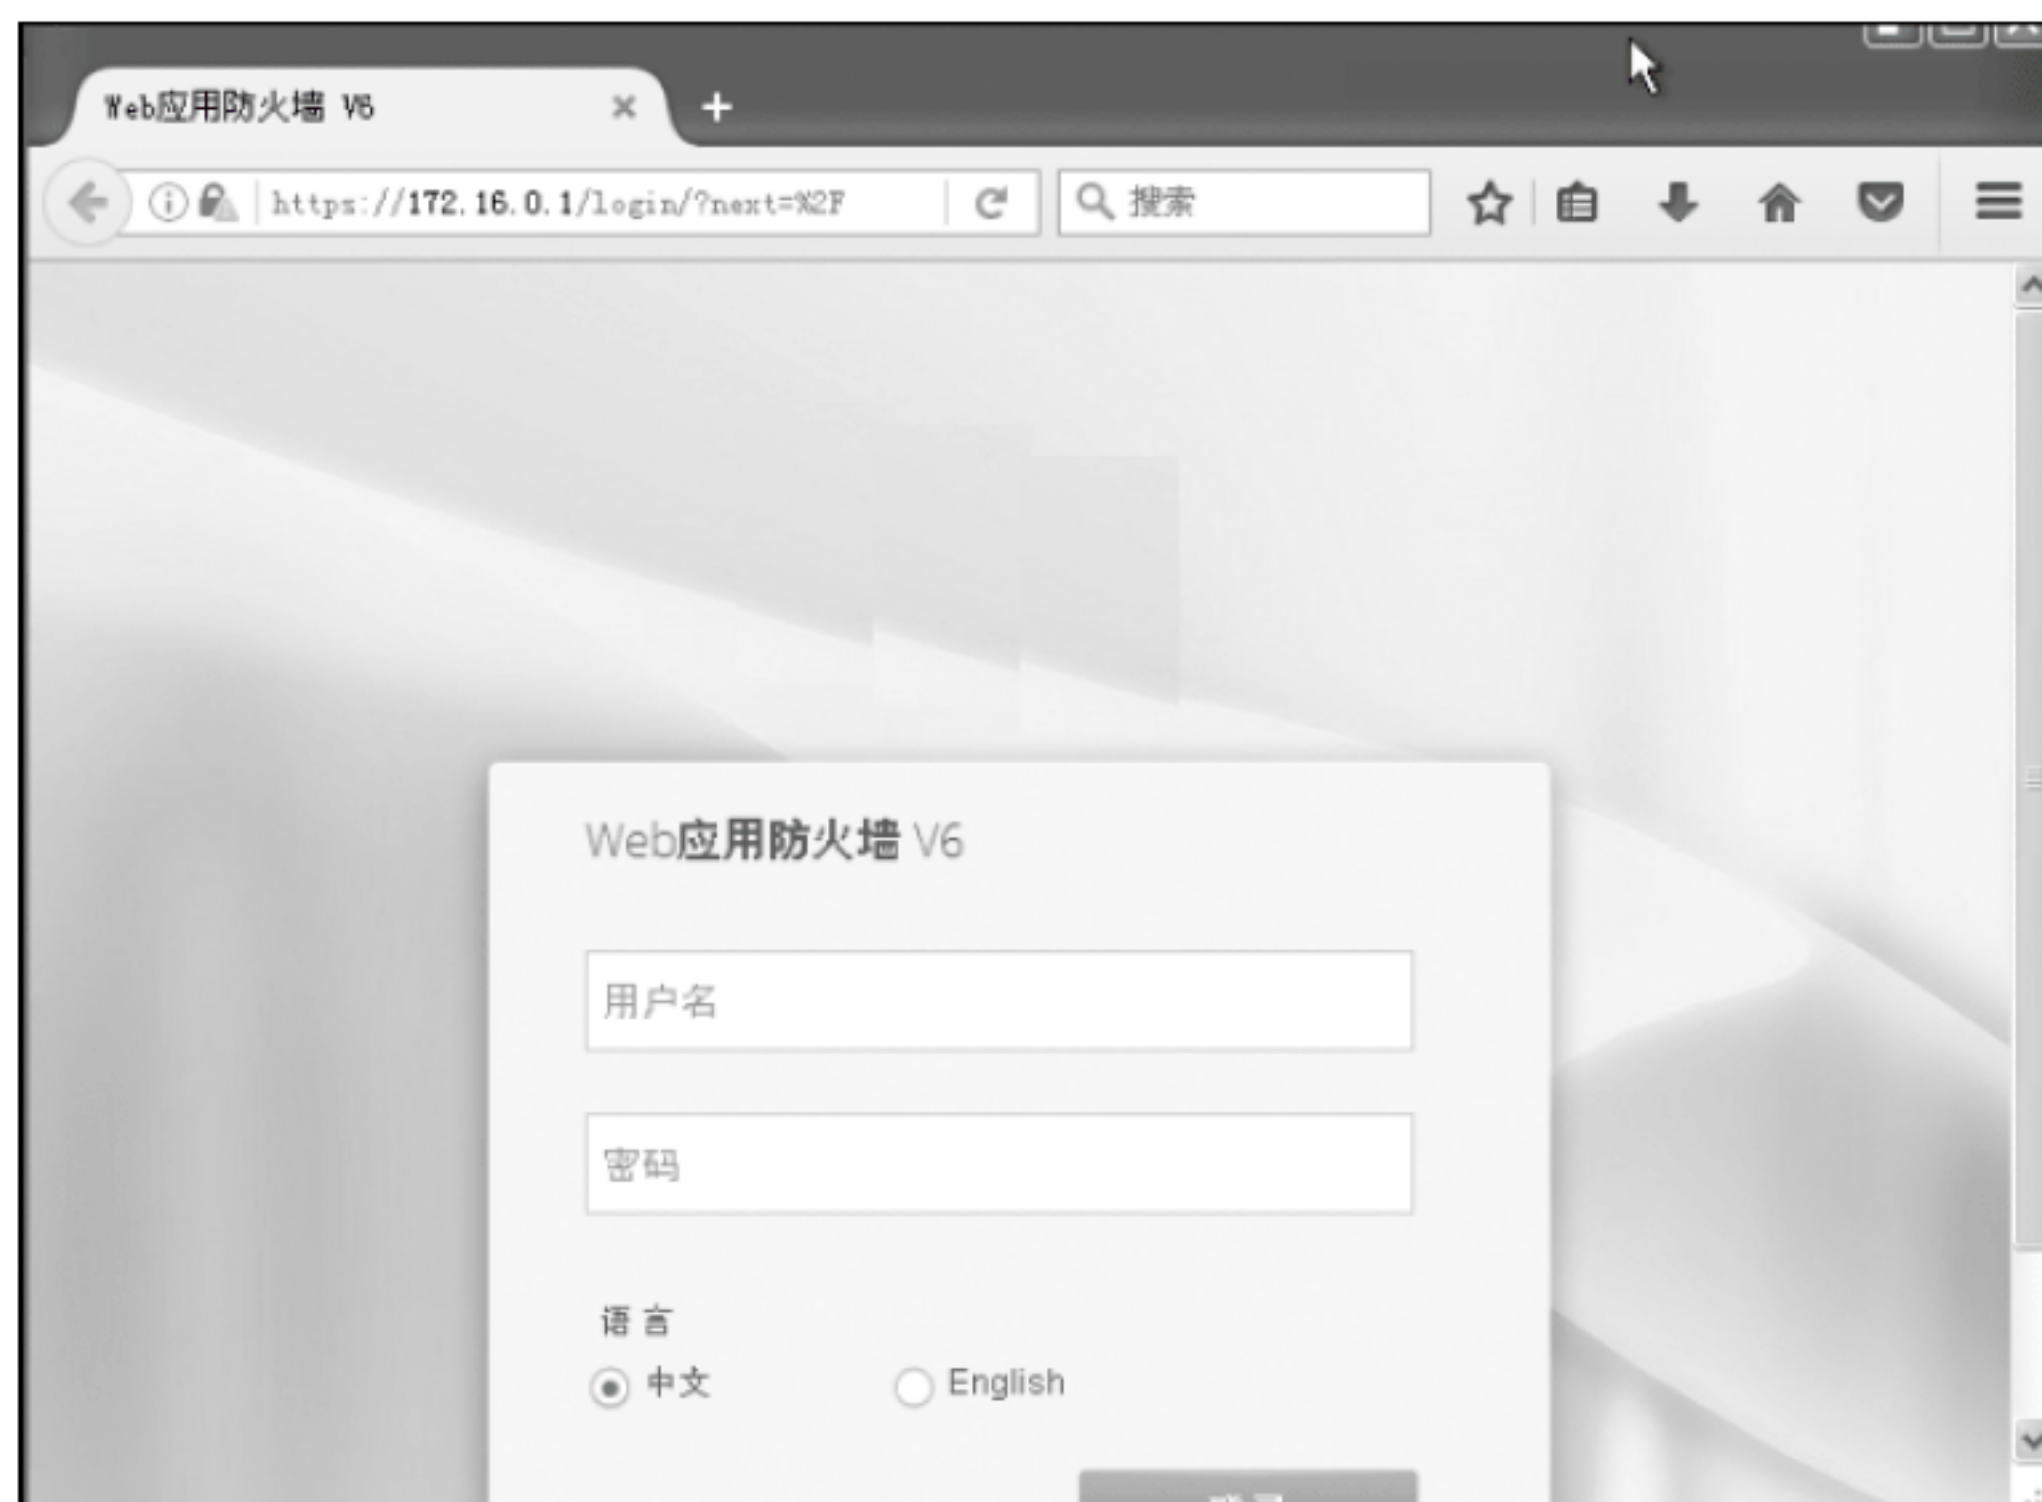 Web应用防火墙 V6
https://172.16.0.1/login/?next=%2F
搜索
Web应用防火墙 V6
用户名
密码
语言
中文 English